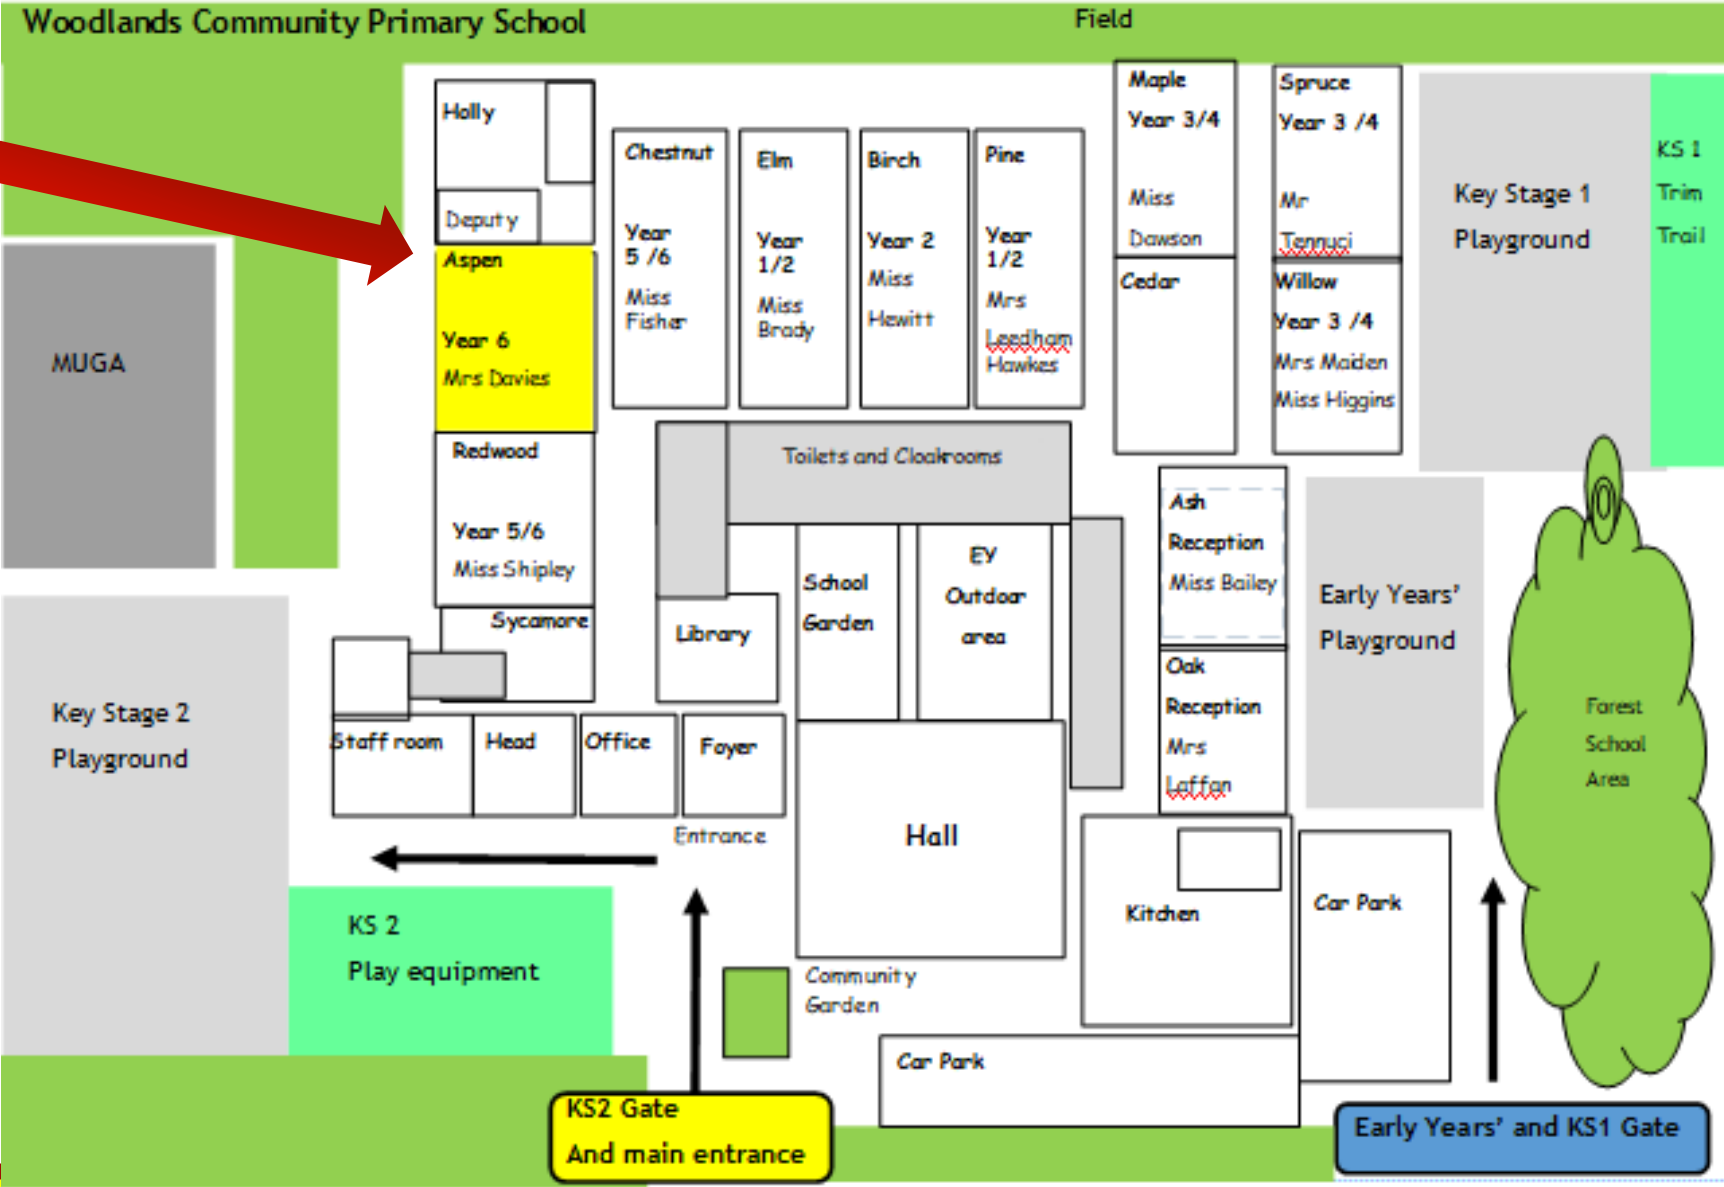 Woodlands Community Primary School
Field
Holly
Deputy
Aspen
Year 6
Mrs Davies
Redwood
Year 5/6
Miss Shipley
Sycamore
Chestnut
Year
5 /6
Miss
Fisher
Elm
Year
1/2
Miss
Brady
Birch
Year 2
Miss
Hewitt
Pine
Year
1/2
Mrs
Leedham
Hawkes
Maple
Year 3/4
Miss
Dawson
Cedar
Spruce
Year 3 /4
Mr
Tennuci
Willow
Year 3 /4
Mrs Maiden
Miss Higgins
Key Stage 1
Playground
KS 1
Trim
Trail
MUGA
Toilets and Cloakrooms
Library
School
Garden
EY
Outdoor
area
Ash
Reception
Miss Bailey
Oak
Reception
Mrs
Laffan
Early Years’
Playground
Forest
School
Area
Key Stage 2
Playground
Staff room
Head
Office
Foyer
Entrance
Hall
Kitchen
Car Park
KS 2
Play equipment
Community
Garden
Car Park
KS2 Gate
And main entrance
Early Years’ and KS1 Gate